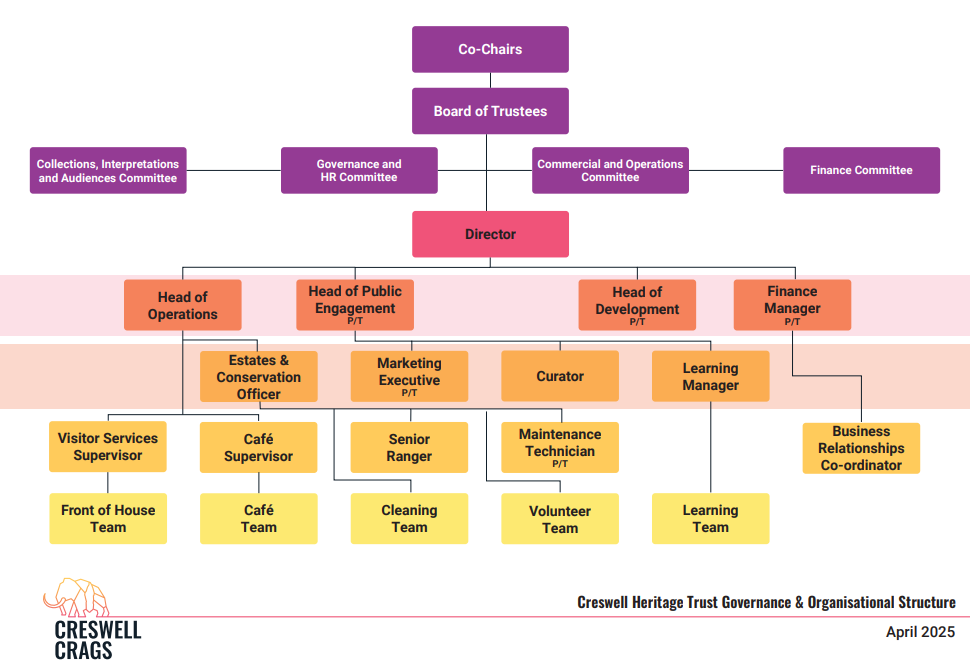 Co-Chairs
Board of Trustees
Collections, Interpretations
and Audiences Committee
Governance and
HR Committee
Commercial and Operations
Committee
Finance Committee
Director
Head of
Operations
Head of Public
Engagement
P/T
Head of
Development
P/T
Finance
Manager
P/T
Estates &
Conservation
Officer
Marketing
Executive
P/T
Curator
Learning
Manager
Visitor Services
Supervisor
Café
Supervisor
Senior
Ranger
Maintenance
Technician
P/T
Business
Relationships
Co-ordinator
Front of House
Team
Café
Team
Cleaning
Team
Volunteer
Team
Learning
Team
CRESWELL
CRAGS
Creswell Heritage Trust Governance & Organisational Structure
April 2025